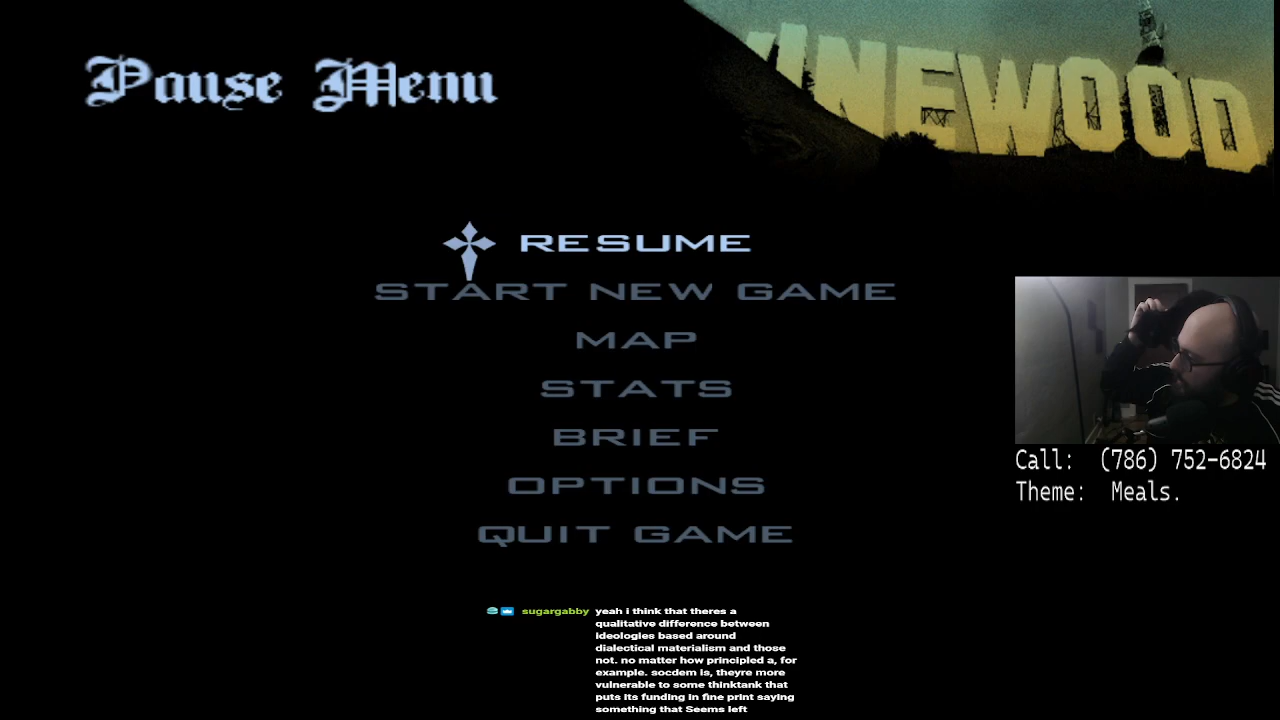 Pause Menu
INEWOOD
RESUME
START NEW GAME
MAP
STATS
BRIEF
OPTIONS
QUIT GAME
Call: (786) 752-6824
Theme: Meals.
sugargabby yeah i think that theres a
qualitative difference between
ideologies based around
dialectical materialism and those
not. no matter how principled a, for
example. socdem is, theyre more
vulnerable to some thinktank that
puts its funding in fine print saying
something that Seems left